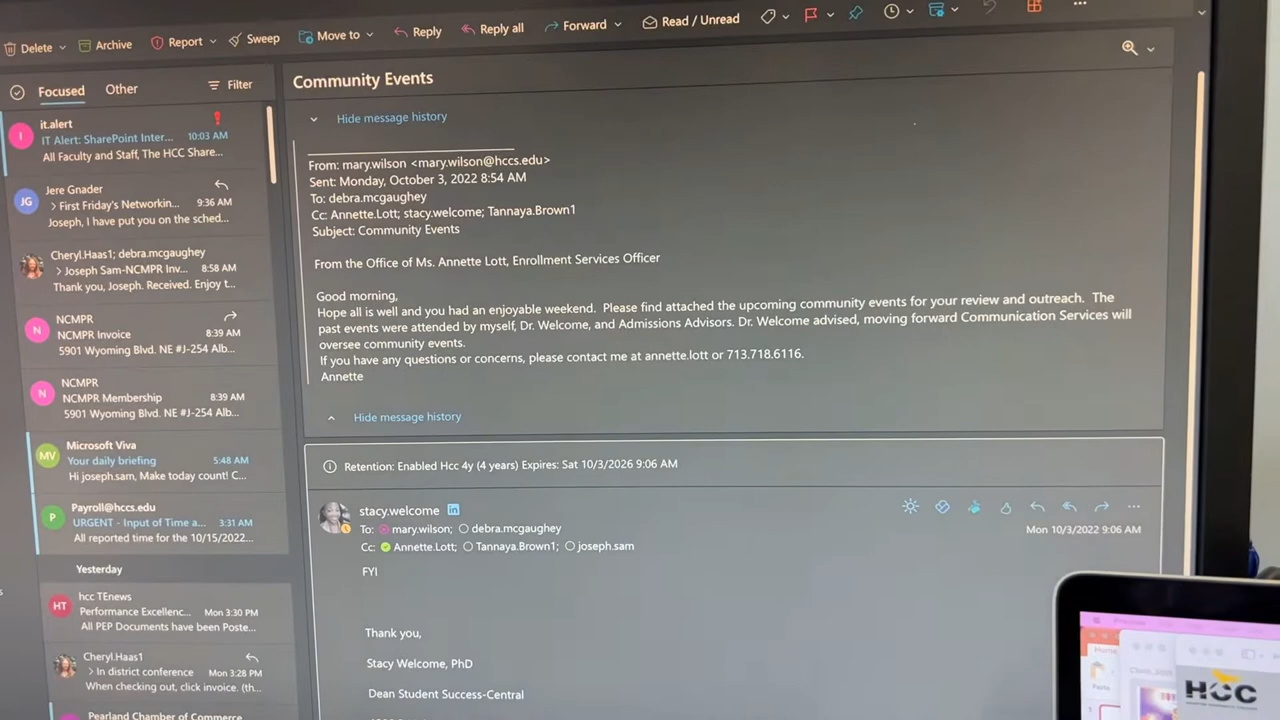 Delete
Archive
Report
Sweep
Move to
Reply
Reply all
Forward
Read / Unread
Focused
Other
Filter
I
it.alert
IT Alert: SharePoint Inter... 10:03 AM
All Faculty and Staff, The HCC Share...
JG
Jere Gnader
> First Friday's Networkin... 9:36 AM
Joseph, I have put you on the sched...
Cheryl.Haas1; debra.mcgaughey
> Joseph Sam-NCMPR Inv... 8:58 AM
Thank you, Joseph. Received. Enjoy t...
N
NCMPR
NCMPR Invoice 8:39 AM
5901 Wyoming Blvd. NE #J-254 Alb...
N
NCMPR
NCMPR Membership 8:39 AM
5901 Wyoming Blvd. NE #J-254 Alb...
MV
Microsoft Viva
Your daily briefing 5:48 AM
Hi joseph.sam, Make today count! C...
P
Payroll@hccs.edu
URGENT - Input of Time a... 3:31 AM
All reported time for the 10/15/2022...
Yesterday
HT
hcc TEnews
Performance Excellenc... Mon 3:30 PM
All PEP Documents have been Poste...
Cheryl.Haas1
> In district conference Mon 3:28 PM
When checking out, click invoice. (th...
Pearland Chamber of Commerce
Community Events
Hide message history
From: mary.wilson <mary.wilson@hccs.edu>
Sent: Monday, October 3, 2022 8:54 AM
To: debra.mcgaughey
Cc: Annette.Lott; stacy.welcome; Tannaya.Brown1
Subject: Community Events
From the Office of Ms. Annette Lott, Enrollment Services Officer
Good morning,
Hope all is well and you had an enjoyable weekend. Please find attached the upcoming community events for your review and outreach. The
past events were attended by myself, Dr. Welcome, and Admissions Advisors. Dr. Welcome advised, moving forward Communication Services will
oversee community events.
If you have any questions or concerns, please contact me at annette.lott or 713.718.6116.
Annette
Hide message history
Retention: Enabled Hcc 4y (4 years) Expires: Sat 10/3/2026 9:06 AM
stacy.welcome
To: mary.wilson; debra.mcgaughey
Mon 10/3/2022 9:06 AM
Cc: Annette.Lott; Tannaya.Brown1; joseph.sam
FYI
Thank you,
Stacy Welcome, PhD
Dean Student Success-Central
Home
Paste
HCC